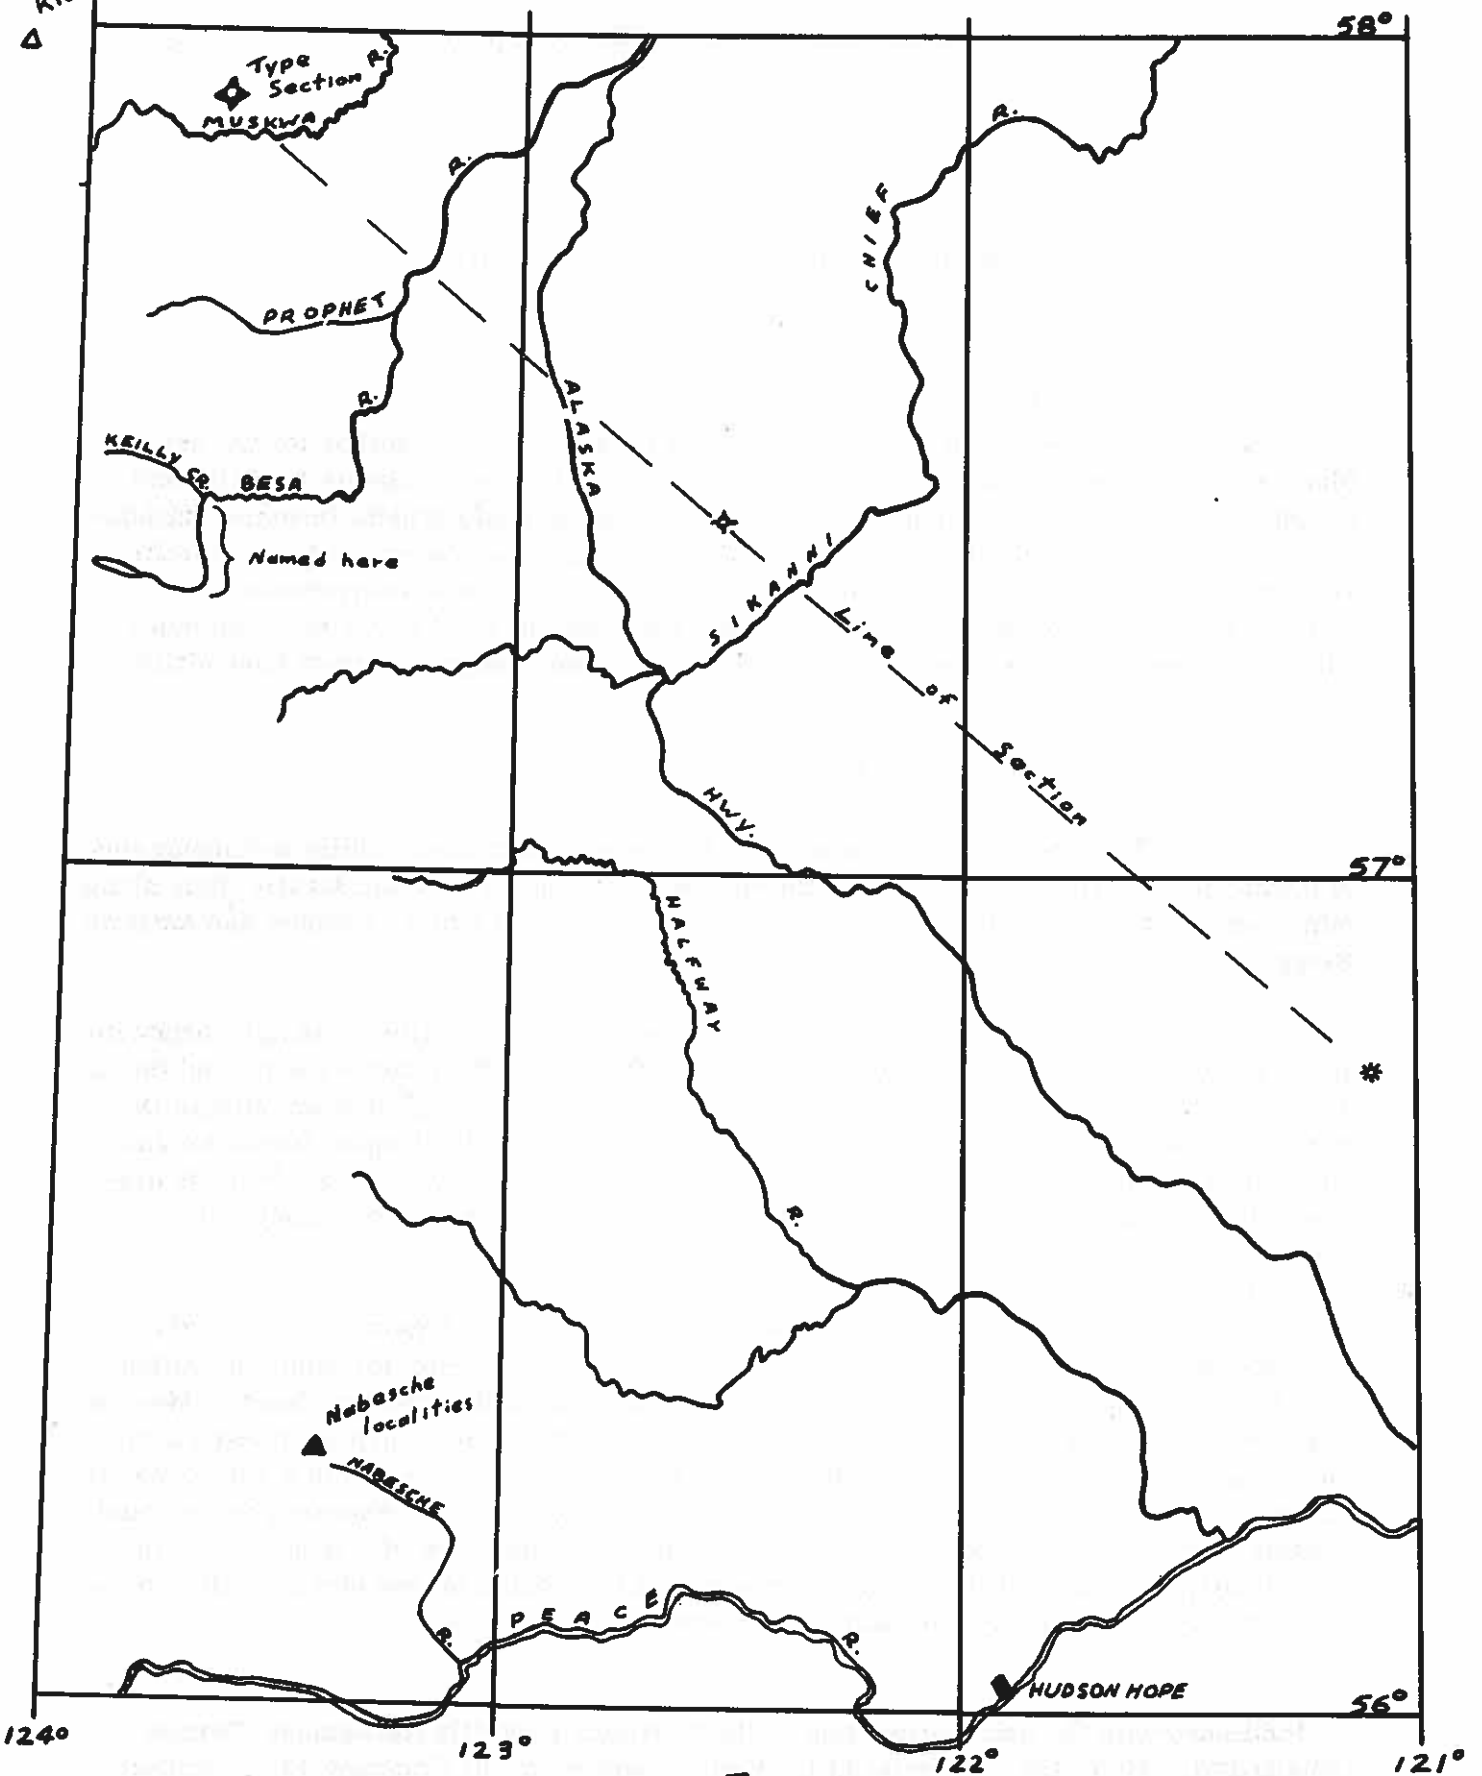 58°
Type
Section
R.
MUSKWA
R.
R.
CHIEF
PROPHET
R.
ALASKA
KEILLY
CR.
BESA
Named here
SIKANNI
Line of Section
HWY.
57°
HALFWAY
R.
Nabesche
localities
NABESCHE
R.
PEACE
R.
HUDSON HOPE
56°
124°
123°
122°
121°